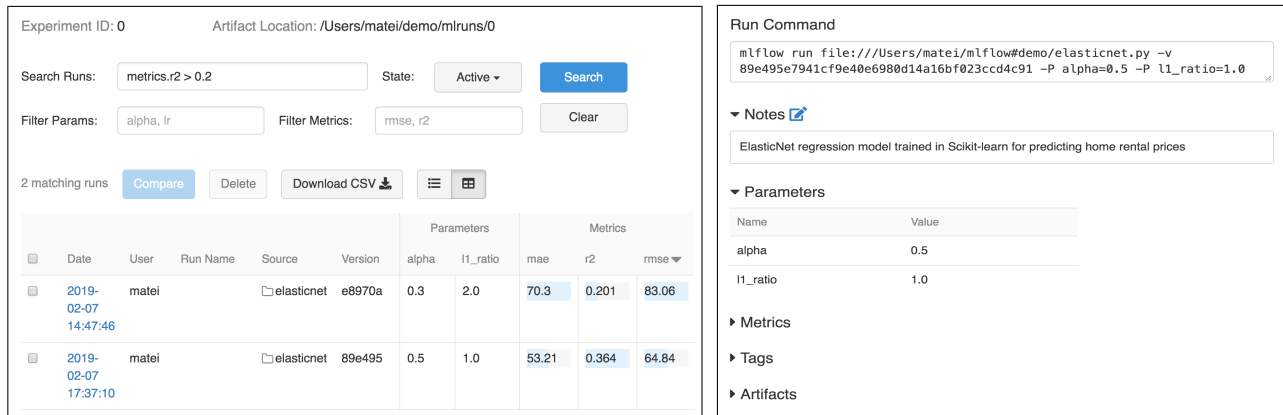 Experiment ID: 0 Artifact Location: /Users/matei/demo/mlruns/0
Search Runs: metrics.r2 > 0.2 State: Active Search
Filter Params: alpha, lr Filter Metrics: rmse, r2 Clear
2 matching runs Compare Delete Download CSV
Parameters Metrics
Date User Run Name Source Version alpha l1_ratio mae r2 rmse
2019-02-07 14:47:46 matei elasticnet e8970a 0.3 2.0 70.3 0.201 83.06
2019-02-07 17:37:10 matei elasticnet 89e495 0.5 1.0 53.21 0.364 64.84
Run Command
mlflow run file:///Users/matei/mlflow#demo/elasticnet.py -v
89e495e7941cf9e40e6980d14a16bf023ccd4c91 -P alpha=0.5 -P l1_ratio=1.0
Notes
ElasticNet regression model trained in Scikit-learn for predicting home rental prices
Parameters
Name Value
alpha 0.5
l1_ratio 1.0
Metrics
Tags
Artifacts